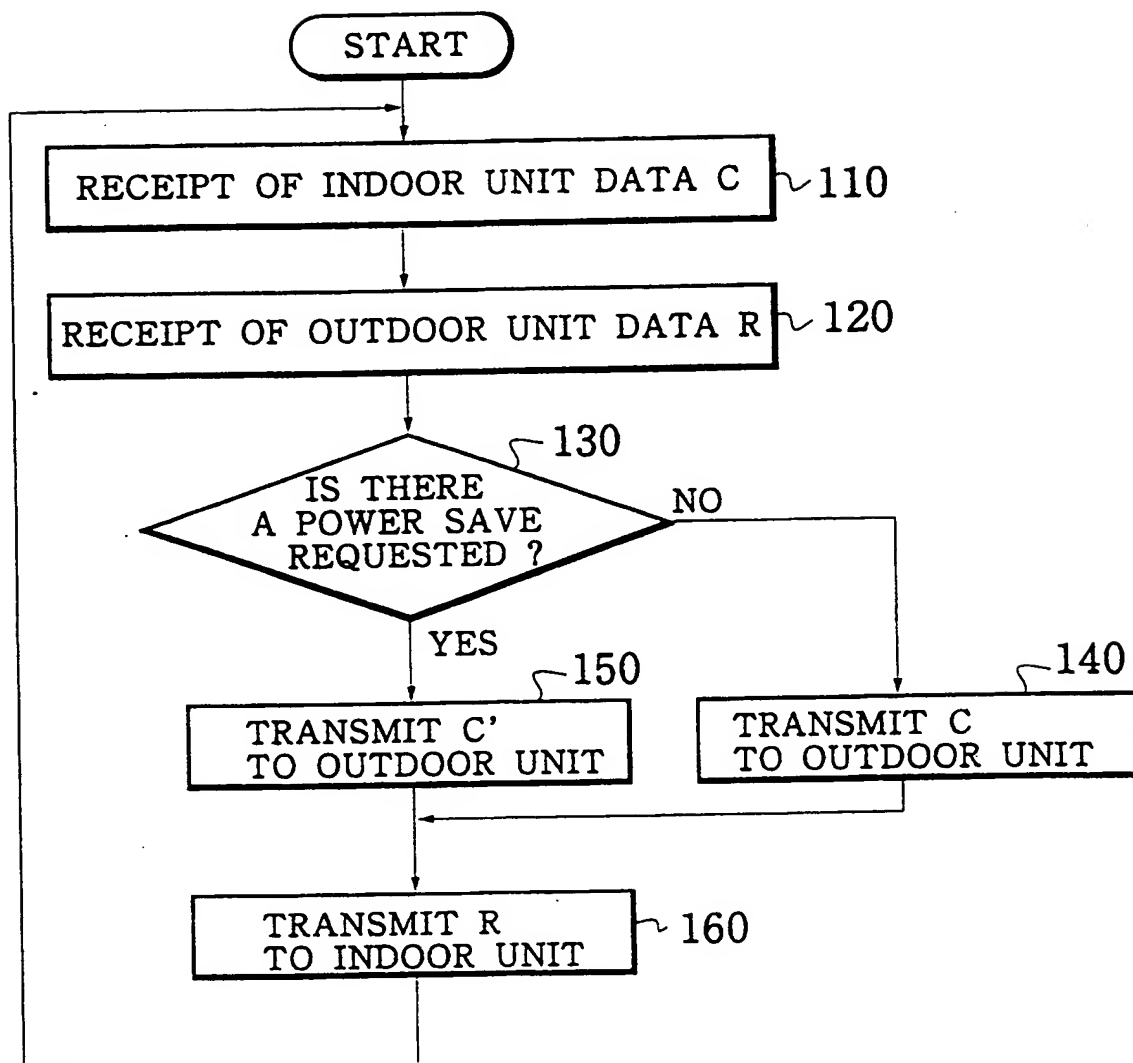 START
RECEIPT OF INDOOR UNIT DATA C
110
RECEIPT OF OUTDOOR UNIT DATA R
120
130
IS THERE
A POWER SAVE
REQUESTED ?
NO
YES
150
TRANSMIT C'
TO OUTDOOR UNIT
140
TRANSMIT C
TO OUTDOOR UNIT
TRANSMIT R
TO INDOOR UNIT
160